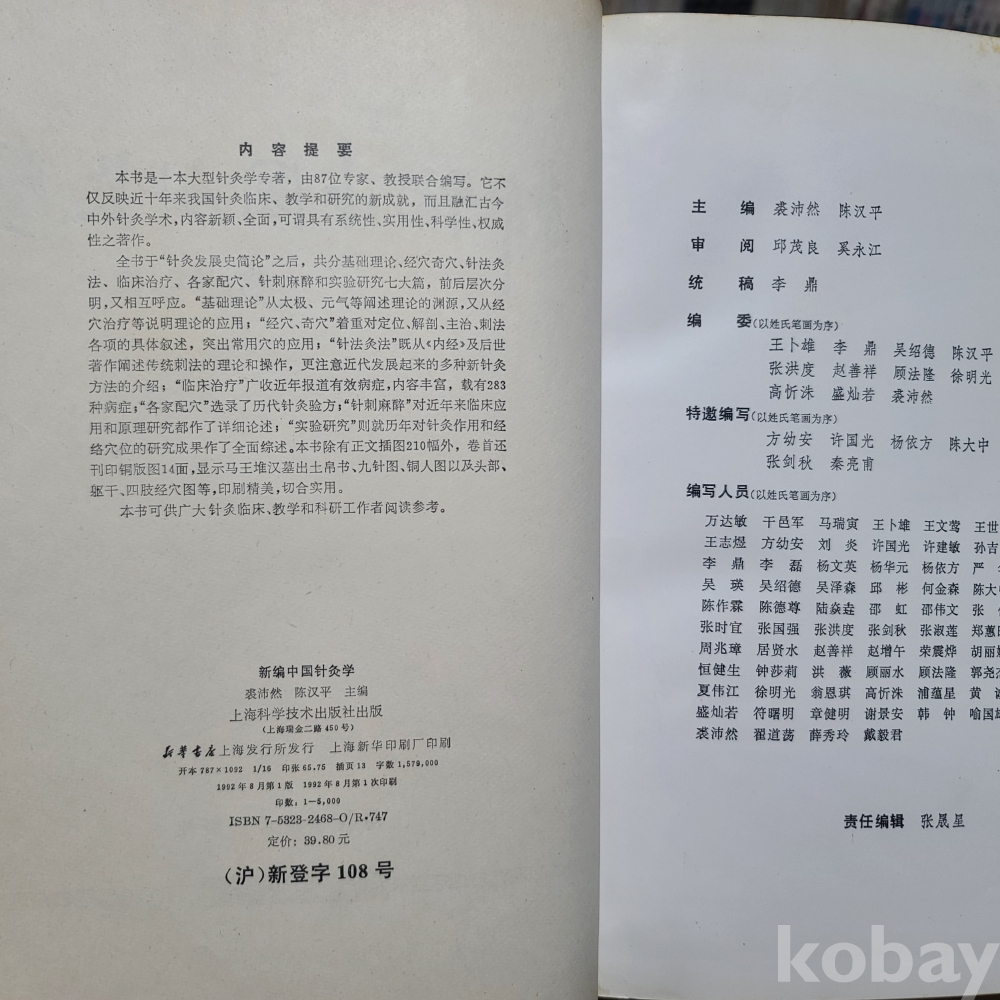 内容提要
本书是一本大型针灸学专著，由87位专家、教授联合编写。它不
仅反映近十年来我国针灸临床、教学和研究的新成就，而且融汇古今
中外针灸学术，内容新颖、全面，可谓具有系统性、实用性、科学性、权威
性之著作。
全书于“针灸发展史简论”之后，共分基础理论、经穴奇穴、针法灸
法、临床治疗、各家配穴、针刺麻醉和实验研究七大篇，前后层次分
明，又相互呼应。“基础理论”从太极、元气等阐述理论的渊源，又从经
穴治疗等说明理论的应用；“经穴、奇穴”着重对定位、解剖、主治、刺法
各项的具体叙述，突出常用穴的应用；“针法灸法”既从《内经》及后世
著作阐述传统刺法的理论和操作，更注意近代发展起来的多种新针灸
方法的介绍；“临床治疗”广收近年报道有效病症，内容丰富，载有283
种病症；“各家配穴”选录了历代针灸验方；“针刺麻醉”对近年来临床应
用和原理研究都作了详细论述；“实验研究”则就历年对针灸作用和经
络穴位的研究成果作了全面综述。本书除有正文插图210幅外，卷首还
刊印铜版图14面，显示马王堆汉墓出土帛书、九针图、铜人图以及头部、
躯干、四肢经穴图等，印刷精美，切合实用。
本书可供广大针灸临床、教学和科研工作者阅读参考。
新编中国针灸学
裘沛然 陈汉平 主编
上海科学技术出版社出版
（上海瑞金二路450号）
新华书店上海发行所发行 上海新华印刷厂印刷
开本 787×1092 1/16 印张 65.75 插页 13 字数 1,579,000
1992年8月第1版 1992年8月第1次印刷
印数：1—5,000
ISBN 7-5323-2468-O/R·747
定价：39.80元
（沪）新登字108号
主编 裘沛然 陈汉平
审阅 邱茂良 奚永江
统稿 李鼎
编委（以姓氏笔画为序）
王卜雄 李鼎 吴绍德 陈汉平
张洪度 赵善祥 顾法隆 徐明光
高忻洙 盛灿若 裘沛然
特邀编写（以姓氏笔画为序）
方幼安 许国光 杨依方 陈大中
张剑秋 秦亮甫
编写人员（以姓氏笔画为序）
万达敏 干邑军 马瑞寅 王卜雄 王文莺 王世
王志煜 方幼安 刘炎 许国光 许建敏 孙吉
李鼎 李磊 杨文英 杨华元 杨依方 严
吴瑛 吴绍德 吴泽森 邱彬 何金森 陈大
陈作霖 陈德尊 陆焱垚 邵虹 邵伟文 张
张时宜 张国强 张洪度 张剑秋 张淑莲 郑蕙
周兆璋 居贤水 赵善祥 赵增午 荣震烨 胡丽
恒健生 钟莎莉 洪薇 顾丽水 顾法隆 郭尧
夏伟江 徐明光 翁恩琪 高忻洙 浦蕴星 黄
盛灿若 符曙明 章健明 谢景安 韩钟 喻国
裘沛然 翟道荡 薛秀玲 戴毅君
责任编辑 张晟星
kobay